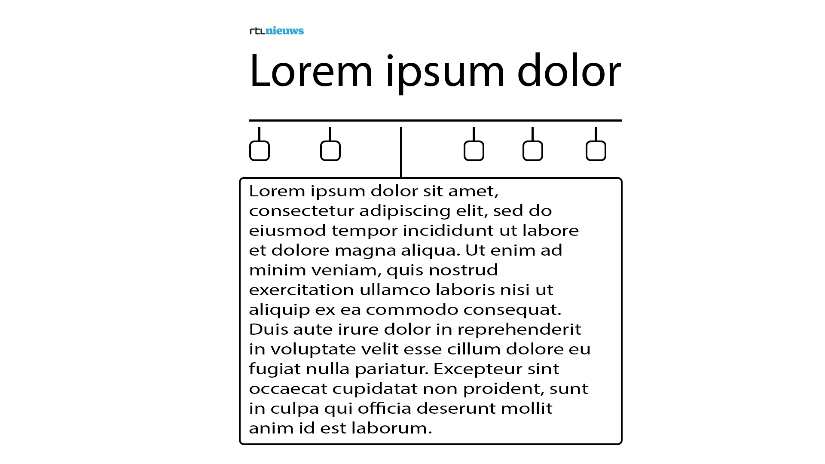 rtlnieuws
Lorem ipsum dolor
Lorem ipsum dolor sit amet,
consectetur adipiscing elit, sed do
eiusmod tempor incididunt ut labore
et dolore magna aliqua. Ut enim ad
minim veniam, quis nostrud
exercitation ullamco laboris nisi ut
aliquip ex ea commodo consequat.
Duis aute irure dolor in reprehenderit
in voluptate velit esse cillum dolore eu
fugiat nulla pariatur. Excepteur sint
occaecat cupidatat non proident, sunt
in culpa qui officia deserunt mollit
anim id est laborum.